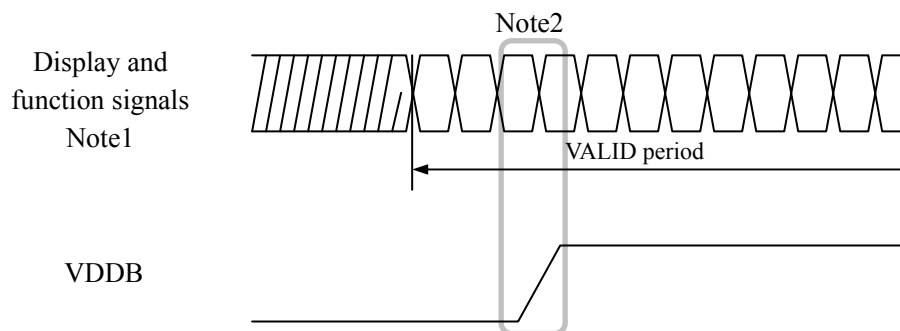 Note2
Display and
function signals
Note1
VALID period
VDDB